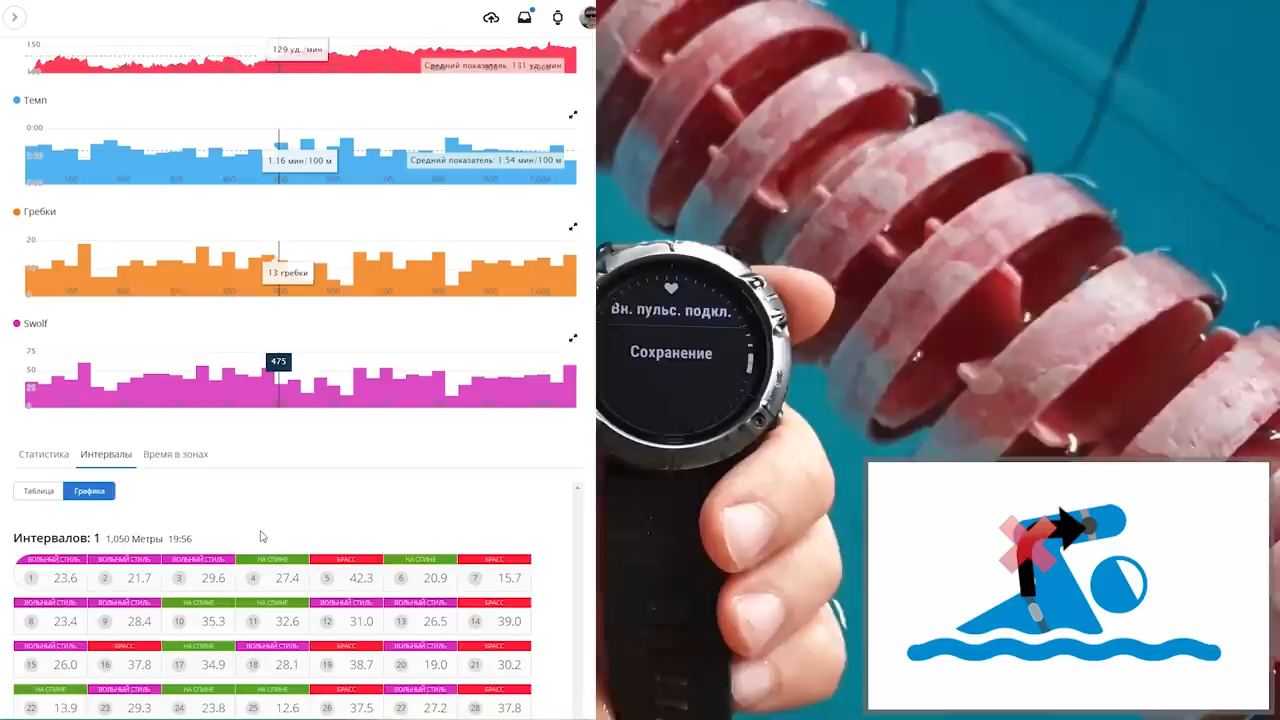 150
129 уд./мин
100
Средний показатель: 131 уд./мин
Темп
0:00
1:16 мин/100 м
Средний показатель: 1:54 мин/100 м
Гребки
20
13 гребки
Swolf
75
475
50
25
0
Статистика Интервалы Время в зонах
Таблица Графика
Интервалов: 1 1,050 Метры 19:56
ВОЛЬНЫЙ СТИЛЬ ВОЛЬНЫЙ СТИЛЬ ВОЛЬНЫЙ СТИЛЬ НА СПИНЕ БРАСС НА СПИНЕ БРАСС
1 23.6 2 21.7 3 29.6 4 27.4 5 42.3 6 20.9 7 15.7
ВОЛЬНЫЙ СТИЛЬ ВОЛЬНЫЙ СТИЛЬ НА СПИНЕ НА СПИНЕ ВОЛЬНЫЙ СТИЛЬ ВОЛЬНЫЙ СТИЛЬ БРАСС
8 23.4 9 28.4 10 35.3 11 32.6 12 31.0 13 26.5 14 39.0
ВОЛЬНЫЙ СТИЛЬ БРАСС НА СПИНЕ ВОЛЬНЫЙ СТИЛЬ БРАСС ВОЛЬНЫЙ СТИЛЬ БРАСС
15 26.0 16 37.8 17 34.9 18 28.1 19 38.7 20 19.0 21 30.2
НА СПИНЕ ВОЛЬНЫЙ СТИЛЬ НА СПИНЕ НА СПИНЕ БРАСС ВОЛЬНЫЙ СТИЛЬ БРАСС
22 13.9 23 29.3 24 23.8 25 12.6 26 37.5 27 27.2 28 37.8
Вн. пульс. подкл.
Сохранение